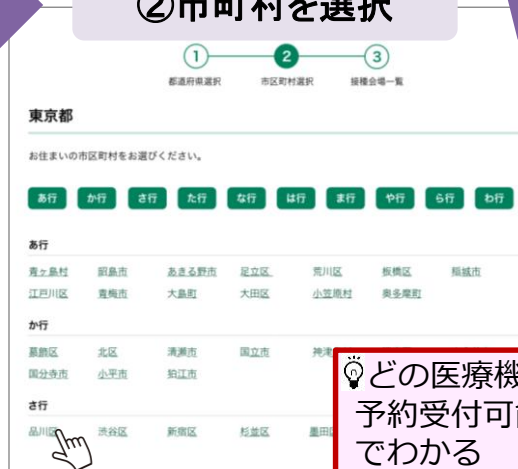 ②市町村を選択
1 2 3
都道府県選択 市区町村選択 接種会場一覧
東京都
お住まいの市区町村をお選びください。
あ行 か行 さ行 た行 な行 は行 ま行 や行 ら行 わ行
あ行
青ヶ島村 昭島市 あきる野市 足立区 荒川区 板橋区 稲城市
江戸川区 青梅市 大島町 大田区 小笠原村 奥多摩町
か行
葛飾区 北区 清瀬市 国立市
国分寺市 小平市 狛江市
さ行
品川区 渋谷区 新宿区 杉並区
どの医療機
予約受付可能
でわかる